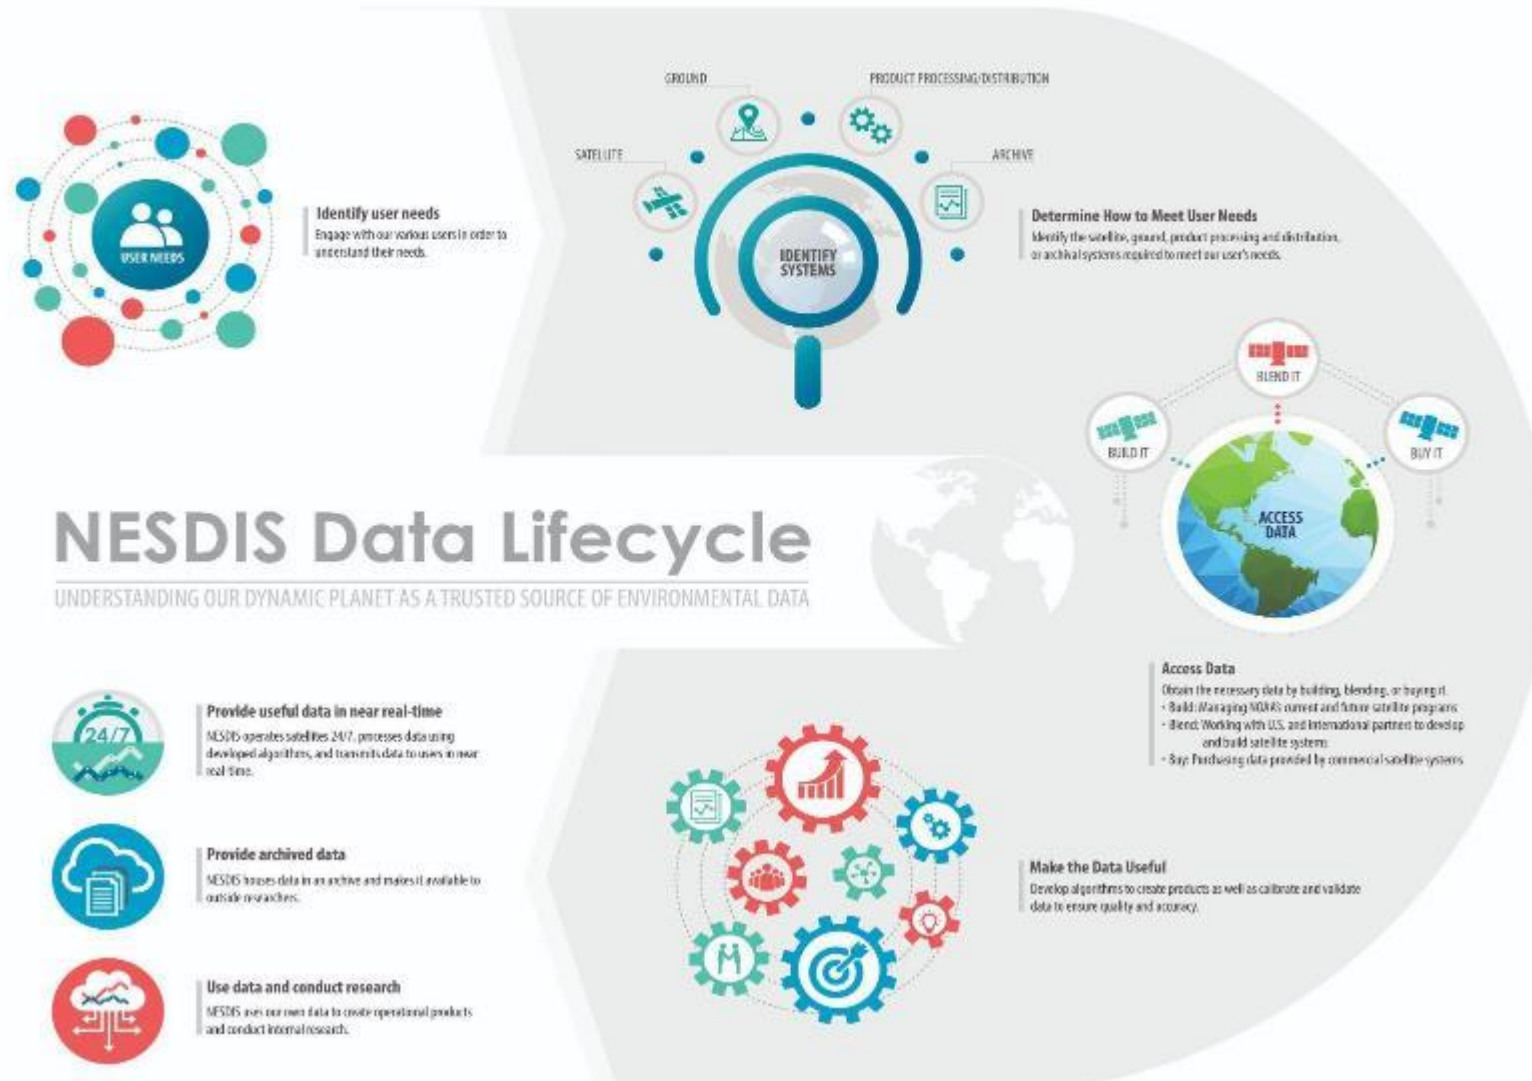 USER NEEDS
Identify user needs
Engage with our various users in order to
understand their needs.
GROUND
PRODUCT PROCESSING/DISTRIBUTION
SATELLITE
ARCHIVE
IDENTIFY
SYSTEMS
Determine How to Meet User Needs
Identify the satellite, ground, product processing and distribution,
or archival systems required to meet our user's needs.
BLEND IT
BUILD IT
BUY IT
ACCESS
DATA
NESDIS Data Lifecycle
UNDERSTANDING OUR DYNAMIC PLANET AS A TRUSTED SOURCE OF ENVIRONMENTAL DATA
Access Data
Obtain the necessary data by building, blending, or buying it.
• Build: Managing NOAA's current and future satellite programs
• Blend: Working with U.S. and international partners to develop
and build satellite systems
• Buy: Purchasing data provided by commercial satellite systems
Make the Data Useful
Develop algorithms to create products as well as calibrate and validate
data to ensure quality and accuracy.
24/7
Provide useful data in near real-time
NESDIS operates satellites 24/7, processes data using
developed algorithms, and transmits data to users in near
real-time.
Provide archived data
NESDIS houses data in an archive and makes it available to
outside researchers.
Use data and conduct research
NESDIS uses our own data to create operational products
and conduct internal research.